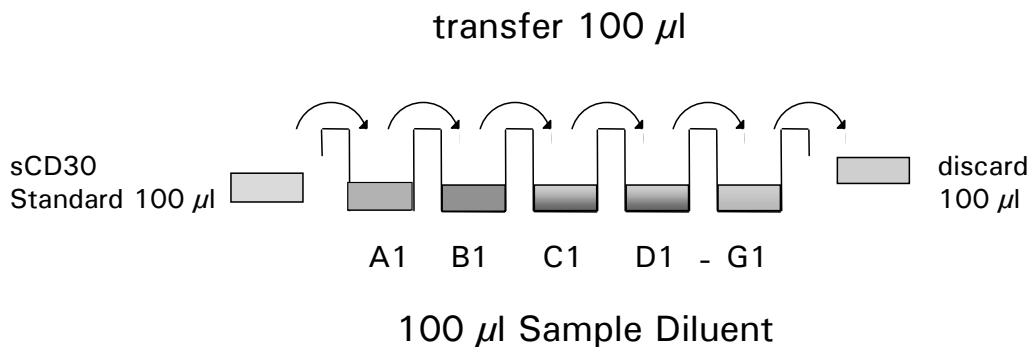 transfer 100 µl
sCD30
Standard 100 µl
discard
100 µl
A1 B1 C1 D1 - G1
100 µl Sample Diluent